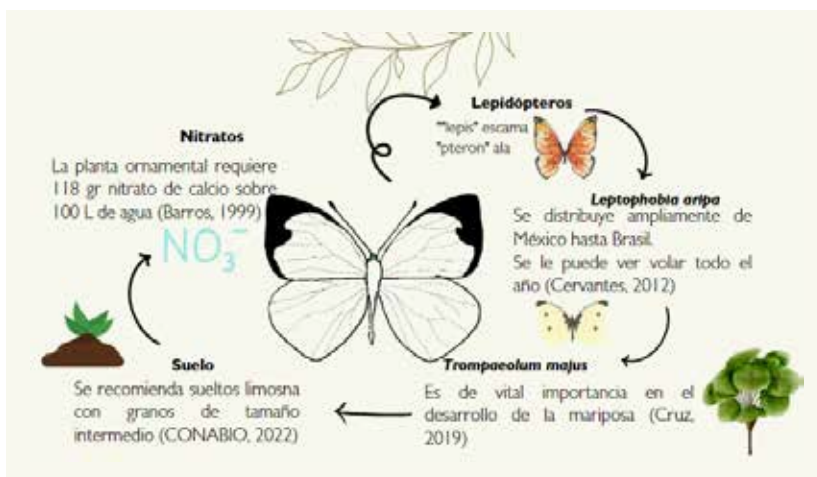 Lepidópteros
""lepis" escama
"pteron" ala
Leptophobia aripa
Se distribuye ampliamente de
México hasta Brasil.
Se le puede ver volar todo el
año (Cervantes, 2012)
Trompaeolum majus
Es de vital importancia en el
desarrollo de la mariposa (Cruz,
2019)
Suelo
Se recomienda sueltos limosna
con granos de tamaño
intermedio (CONABIO, 2022)
Nitratos
La planta ornamental requiere
118 gr nitrato de calcio sobre
100 L de agua (Barros, 1999)
NO₃⁻